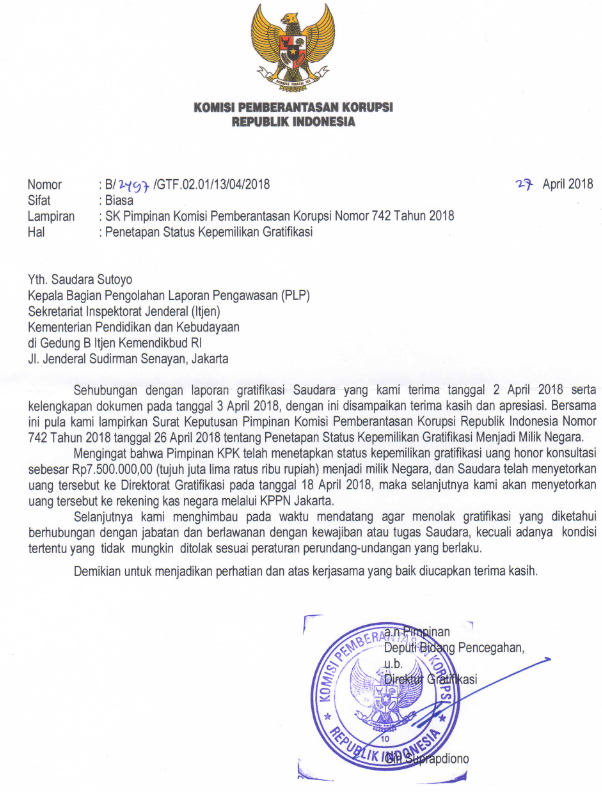 KOMISI PEMBERANTASAN KORUPSI
REPUBLIK INDONESIA
Nomor : B/2497/GTF.02.01/13/04/2018 27 April 2018
Sifat : Biasa
Lampiran : SK Pimpinan Komisi Pemberantasan Korupsi Nomor 742 Tahun 2018
Hal : Penetapan Status Kepemilikan Gratifikasi
Yth. Saudara Sutoyo
Kepala Bagian Pengolahan Laporan Pengawasan (PLP)
Sekretariat Inspektorat Jenderal (Itjen)
Kementerian Pendidikan dan Kebudayaan
di Gedung B Itjen Kemendikbud RI
Jl. Jenderal Sudirman Senayan, Jakarta
Sehubungan dengan laporan gratifikasi Saudara yang kami terima tanggal 2 April 2018 serta
kelengkapan dokumen pada tanggal 3 April 2018, dengan ini disampaikan terima kasih dan apresiasi. Bersama
ini pula kami lampirkan Surat Keputusan Pimpinan Komisi Pemberantasan Korupsi Republik Indonesia Nomor
742 Tahun 2018 tanggal 26 April 2018 tentang Penetapan Status Kepemilikan Gratifikasi Menjadi Milik Negara.
Mengingat bahwa Pimpinan KPK telah menetapkan status kepemilikan gratifikasi uang honor konsultasi
sebesar Rp7.500.000,00 (tujuh juta lima ratus ribu rupiah) menjadi milik Negara, dan Saudara telah menyetorkan
uang tersebut ke Direktorat Gratifikasi pada tanggal 18 April 2018, maka selanjutnya kami akan menyetorkan
uang tersebut ke rekening kas negara melalui KPPN Jakarta.
Selanjutnya kami menghimbau pada waktu mendatang agar menolak gratifikasi yang diketahui
berhubungan dengan jabatan dan berlawanan dengan kewajiban atau tugas Saudara, kecuali adanya kondisi
tertentu yang tidak mungkin ditolak sesuai peraturan perundang-undangan yang berlaku.
Demikian untuk menjadikan perhatian dan atas kerjasama yang baik diucapkan terima kasih.
a.n Pimpinan
Deputi Bidang Pencegahan,
u.b.
Direktur Gratifikasi
KOMISI PEMBERANTASAN KORUPSI
10
REPUBLIK INDONESIA
Giri Suprapdiono